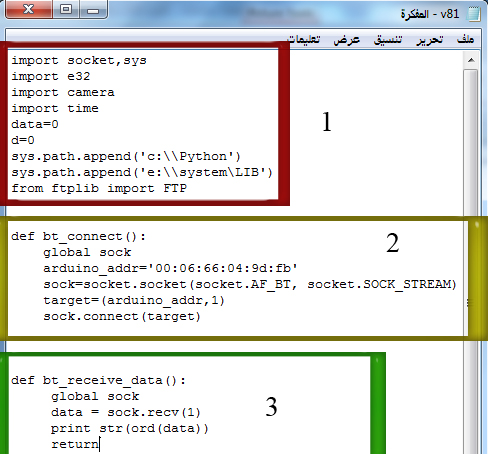 v81 - المفكرة
ملف تحرير تنسيق عرض تعليمات
import socket,sys
import e32
import camera
import time
data=0
d=0
sys.path.append('c:\\Python')
sys.path.append('e:\\system\LIB')
from ftplib import FTP
1
def bt_connect():
    global sock
    arduino_addr='00:06:66:04:9d:fb'
    sock=socket.socket(socket.AF_BT, socket.SOCK_STREAM)
    target=(arduino_addr,1)
    sock.connect(target)
2
def bt_receive_data():
     global sock
     data = sock.recv(1)
     print str(ord(data))
     return
3